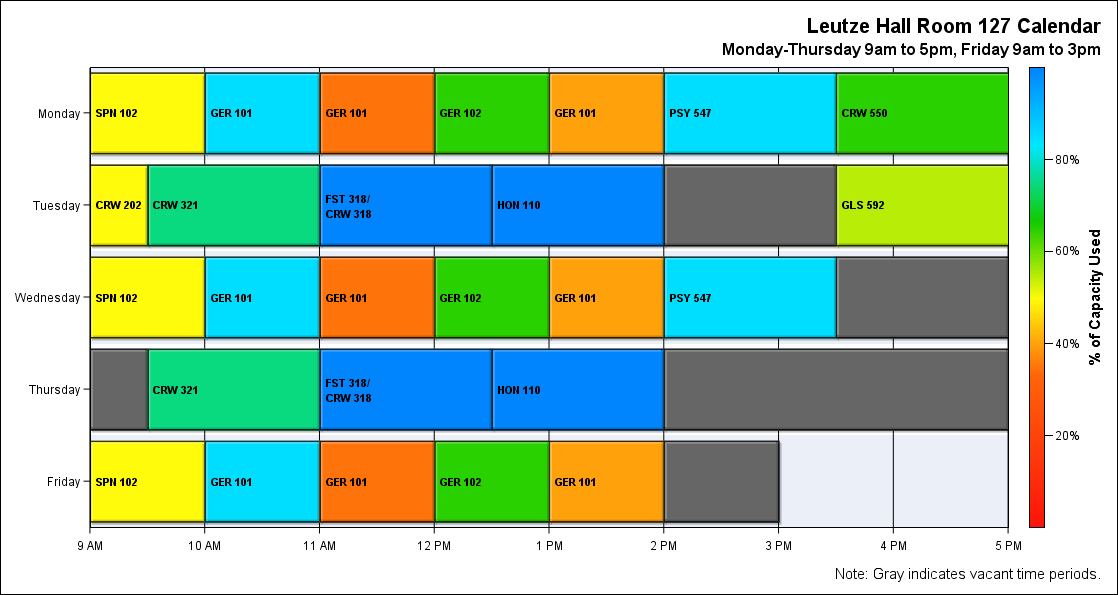 Leutze Hall Room 127 Calendar
Monday-Thursday 9am to 5pm, Friday 9am to 3pm
Monday
SPN 102
GER 101
GER 101
GER 102
GER 101
PSY 547
CRW 550
Tuesday
CRW 202
CRW 321
FST 318/
CRW 318
HON 110
GLS 592
Wednesday
SPN 102
GER 101
GER 101
GER 102
GER 101
PSY 547
Thursday
CRW 321
FST 318/
CRW 318
HON 110
Friday
SPN 102
GER 101
GER 101
GER 102
GER 101
9 AM
10 AM
11 AM
12 PM
1 PM
2 PM
3 PM
4 PM
5 PM
80%
60%
40%
20%
% of Capacity Used
Note: Gray indicates vacant time periods.